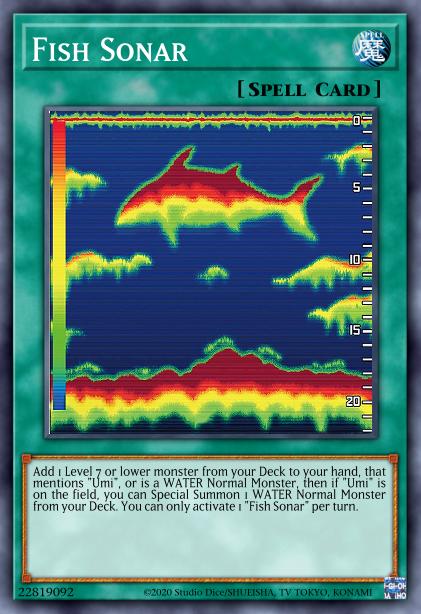 Fish Sonar
SPELL
魔
[Spell Card]
0
5
10
15
20
Add 1 Level 7 or lower monster from your Deck to your hand, that
mentions "Umi", or is a WATER Normal Monster, then if "Umi" is
on the field, you can Special Summon 1 WATER Normal Monster
from your Deck. You can only activate 1 "Fish Sonar" per turn.
22819092
©2020 Studio Dice/SHUEISHA, TV TOKYO, KONAMI